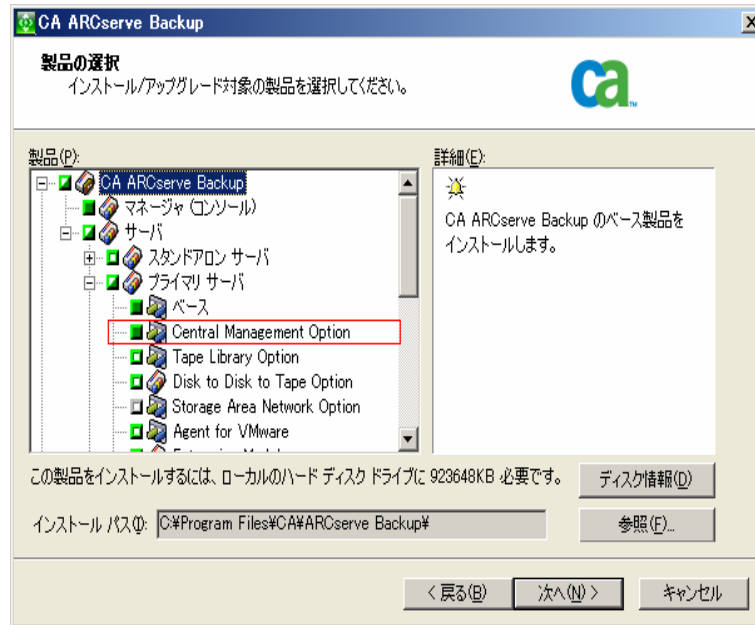 CA ARCserve Backup
製品の選択
インストール/アップグレード対象の製品を選択してください。
ca
製品(P):
CA ARCserve Backup
マネージャ (コンソール)
サーバ
スタンドアロン サーバ
プライマリ サーバ
ベース
Central Management Option
Tape Library Option
Disk to Disk to Tape Option
Storage Area Network Option
Agent for VMware
詳細(E):
CA ARCserve Backup のベース製品を
インストールします。
この製品をインストールするには、ローカルのハード ディスク ドライブに 923648KB 必要です。
ディスク情報(D)
インストール パス(I):
C:¥Program Files¥CA¥ARCserve Backup¥
参照(F)...
< 戻る(B)
次へ(N) >
キャンセル